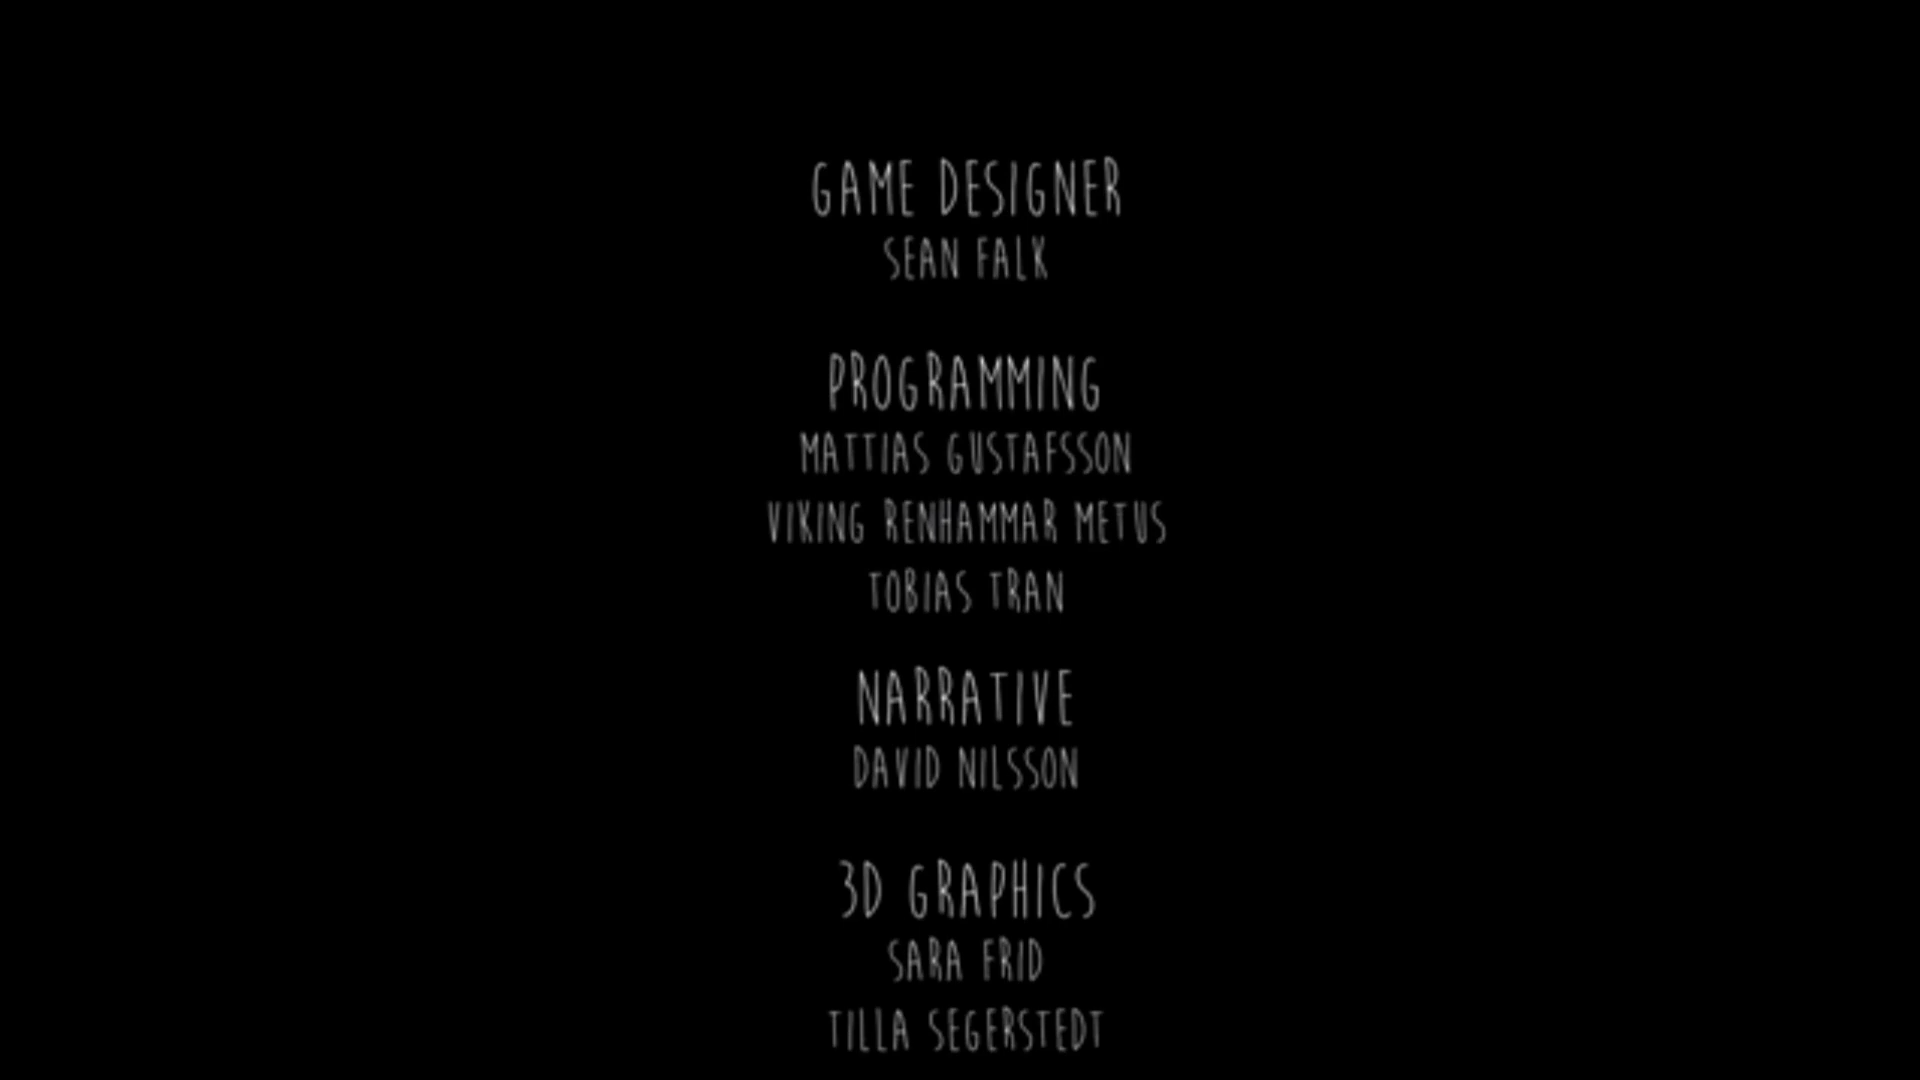 GAME DESIGNER
SEAN FALK
PROGRAMMING
MATTIAS GUSTAFSSON
VIKING RENHAMMAR METUS
TOBIAS TRAN
NARRATIVE
DAVID NILSSON
3D GRAPHICS
SARA FRID
TILLA SEGERSTEDT